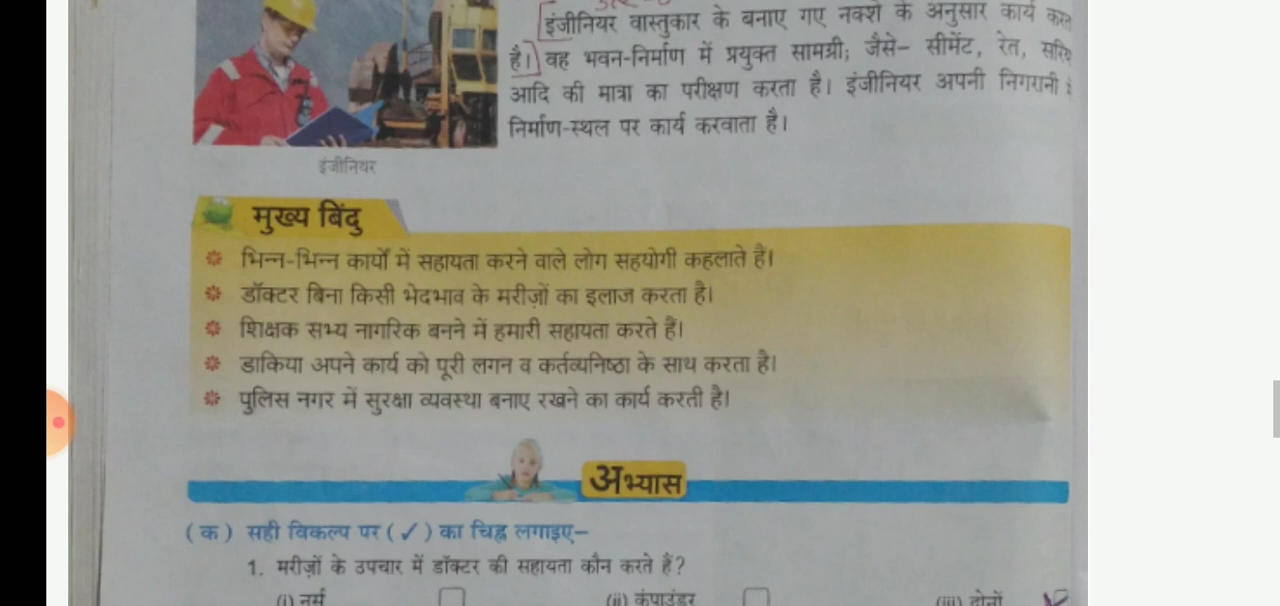 इंजीनियर वास्तुकार के बनाए गए नक्शे के अनुसार कार्य
है। वह भवन-निर्माण में प्रयुक्त सामग्री; जैसे– सीमेंट, रेत,
आदि की मात्रा का परीक्षण करता है। इंजीनियर अपनी निगरानी
निर्माण-स्थल पर कार्य करवाता है।
इंजीनियर
मुख्य बिंदु
भिन्न-भिन्न कार्यों में सहायता करने वाले लोग सहयोगी कहलाते हैं।
डॉक्टर बिना किसी भेदभाव के मरीज़ों का इलाज करता है।
शिक्षक सभ्य नागरिक बनने में हमारी सहायता करते हैं।
डाकिया अपने कार्य को पूरी लगन व कर्तव्यनिष्ठा के साथ करता है।
पुलिस नगर में सुरक्षा व्यवस्था बनाए रखने का कार्य करती है।
अभ्यास
(क) सही विकल्प पर (✓) का चिह्न लगाइए–
1. मरीज़ों के उपचार में डॉक्टर की सहायता कौन करते हैं?
(i) नर्स (ii) कंपाउंडर (iii) दोनों